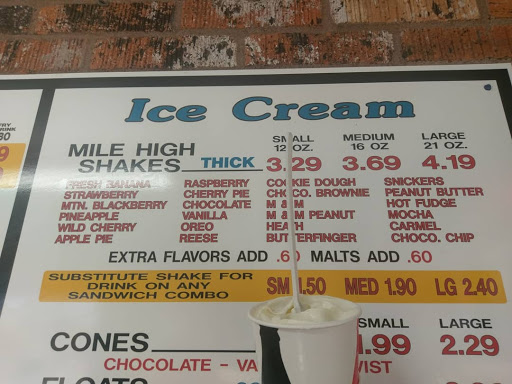 Ice Cream
SMALL MEDIUM LARGE
MILE HIGH 12 OZ. 16 OZ 21 OZ.
SHAKES THICK 3.29 3.69 4.19
FRESH BANANA RASPBERRY COOKIE DOUGH SNICKERS
STRAWBERRY CHERRY PIE CHOCO. BROWNIE PEANUT BUTTER
MTN. BLACKBERRY CHOCOLATE M & M HOT FUDGE
PINEAPPLE VANILLA M & M PEANUT MOCHA
WILD CHERRY OREO HEATH CARMEL
APPLE PIE REESE BUTTERFINGER CHOCO. CHIP
EXTRA FLAVORS ADD .60 MALTS ADD .60
SUBSTITUTE SHAKE FOR
DRINK ON ANY SM 1.50 MED 1.90 LG 2.40
SANDWICH COMBO
SMALL LARGE
CONES 1.99 2.29
CHOCOLATE - VA